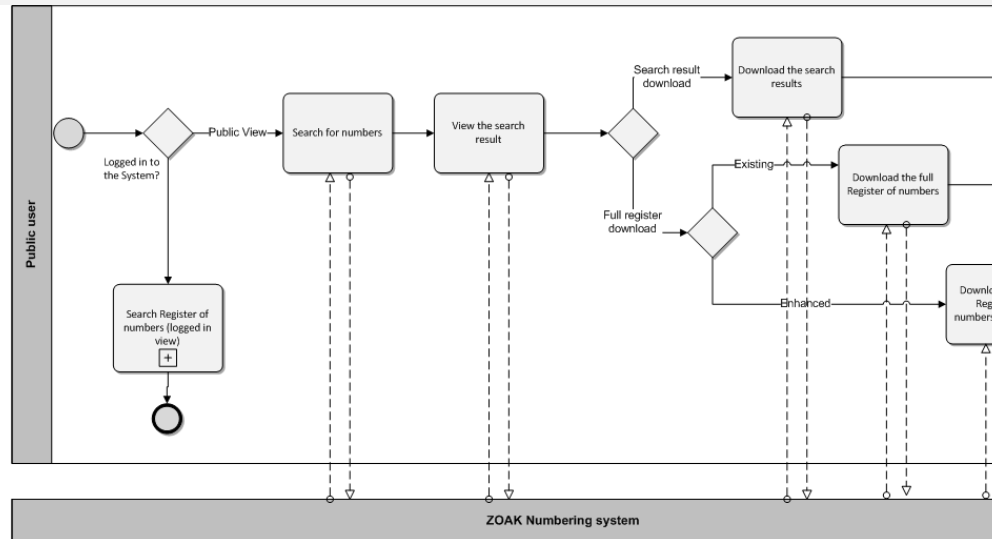 Public user
Logged in to
the System?
Public View
Search for numbers
View the search
result
Search result
download
Download the search
results
Existing
Download the full
Register of numbers
Full register
download
Enhanced
numbers
Search Register of
numbers (logged in
view)
+
ZOAK Numbering system